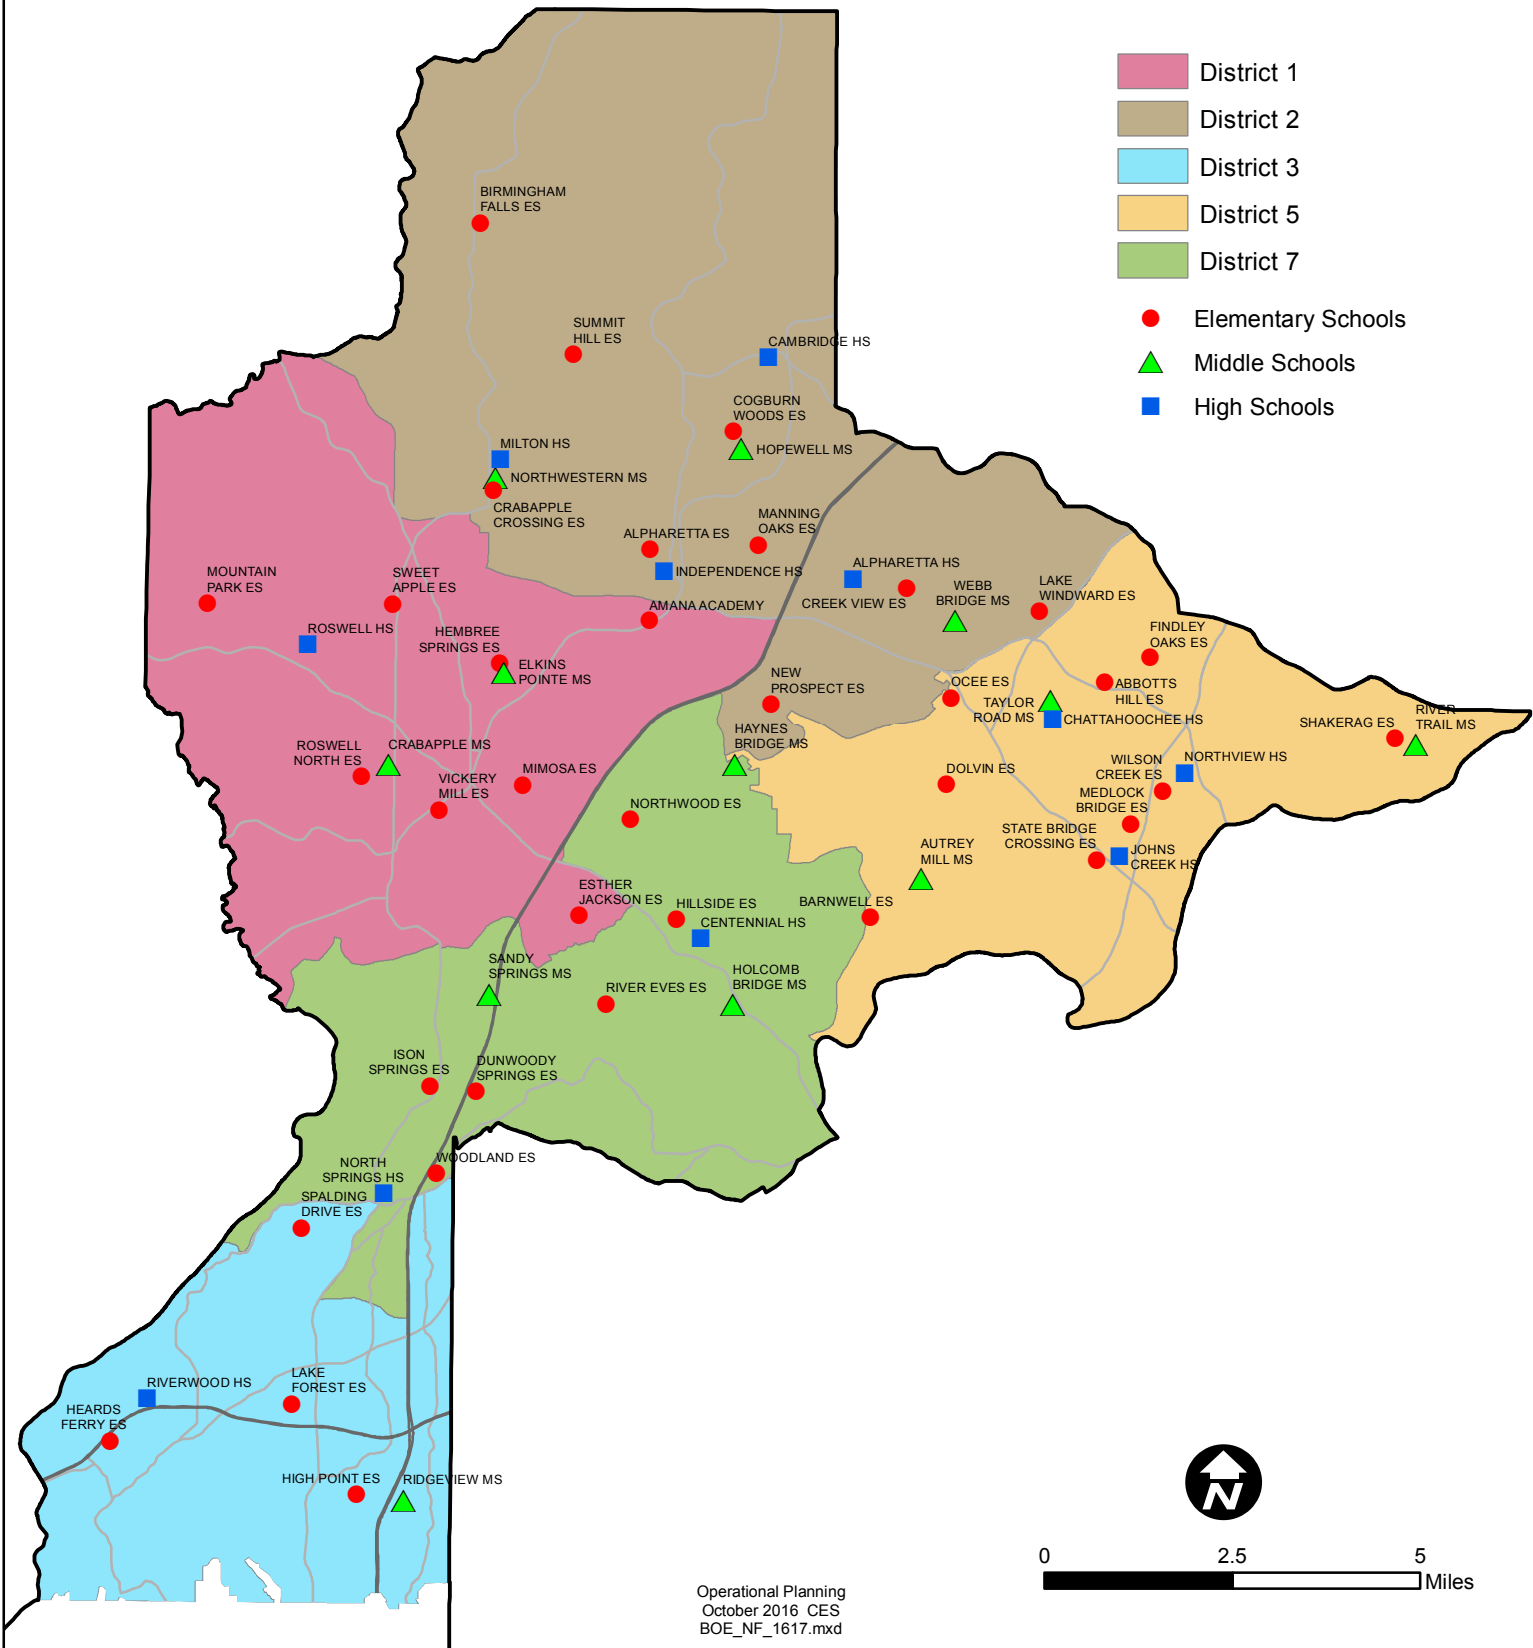 District 1
District 2
District 3
District 5
District 7
Elementary Schools
Middle Schools
High Schools
BIRMINGHAM
FALLS ES
SUMMIT
HILL ES
CAMBRIDGE HS
COGBURN
WOODS ES
HOPEWELL MS
MILTON HS
NORTHWESTERN MS
CRABAPPLE
CROSSING ES
MANNING
OAKS ES
ALPHARETTA ES
INDEPENDENCE HS
ALPHARETTA HS
CREEK VIEW ES
WEBB
BRIDGE MS
LAKE
WINDWARD ES
MOUNTAIN
PARK ES
SWEET
APPLE ES
AMANA ACADEMY
ROSWELL HS
HEMBREE
SPRINGS ES
ELKINS
POINTE MS
FINDLEY
OAKS ES
NEW
PROSPECT ES
OCEE ES
ABBOTTS
HILL ES
TAYLOR
ROAD MS
CHATTAHOOCHEE HS
SHAKERAG ES
RIVER
TRAIL MS
HAYNES
BRIDGE MS
ROSWELL
NORTH ES
CRABAPPLE MS
VICKERY
MILL ES
MIMOSA ES
DOLVIN ES
WILSON
CREEK ES
NORTHVIEW HS
MEDLOCK
BRIDGE ES
NORTHWOOD ES
STATE BRIDGE
CROSSING ES
JOHNS
CREEK HS
AUTREY
MILL MS
ESTHER
JACKSON ES
HILLSIDE ES
BARNWELL ES
CENTENNIAL HS
SANDY
SPRINGS MS
RIVER EVES ES
HOLCOMB
BRIDGE MS
ISON
SPRINGS ES
DUNWOODY
SPRINGS ES
WOODLAND ES
NORTH
SPRINGS HS
SPALDING
DRIVE ES
RIVERWOOD HS
LAKE
FOREST ES
HEARDS
FERRY ES
HIGH POINT ES
RIDGEVIEW MS
N
0 2.5 5
Miles
Operational Planning
October 2016 CES
BOE_NF_1617.mxd